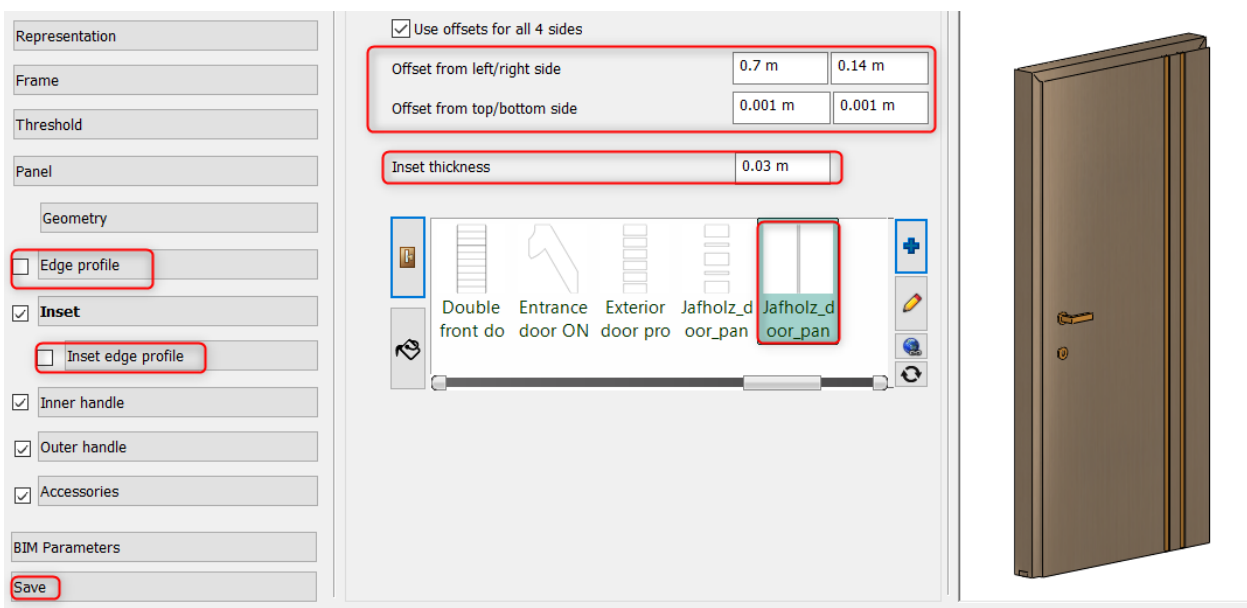 Representation
Frame
Threshold
Panel
Geometry
Edge profile
Inset
Inset edge profile
Inner handle
Outer handle
Accessories
BIM Parameters
Save
Use offsets for all 4 sides
Offset from left/right side 0.7 m 0.14 m
Offset from top/bottom side 0.001 m 0.001 m
Inset thickness 0.03 m
Double Entrance Exterior Jafholz_d Jafholz_d
front do door ON door pro oor_pan oor_pan